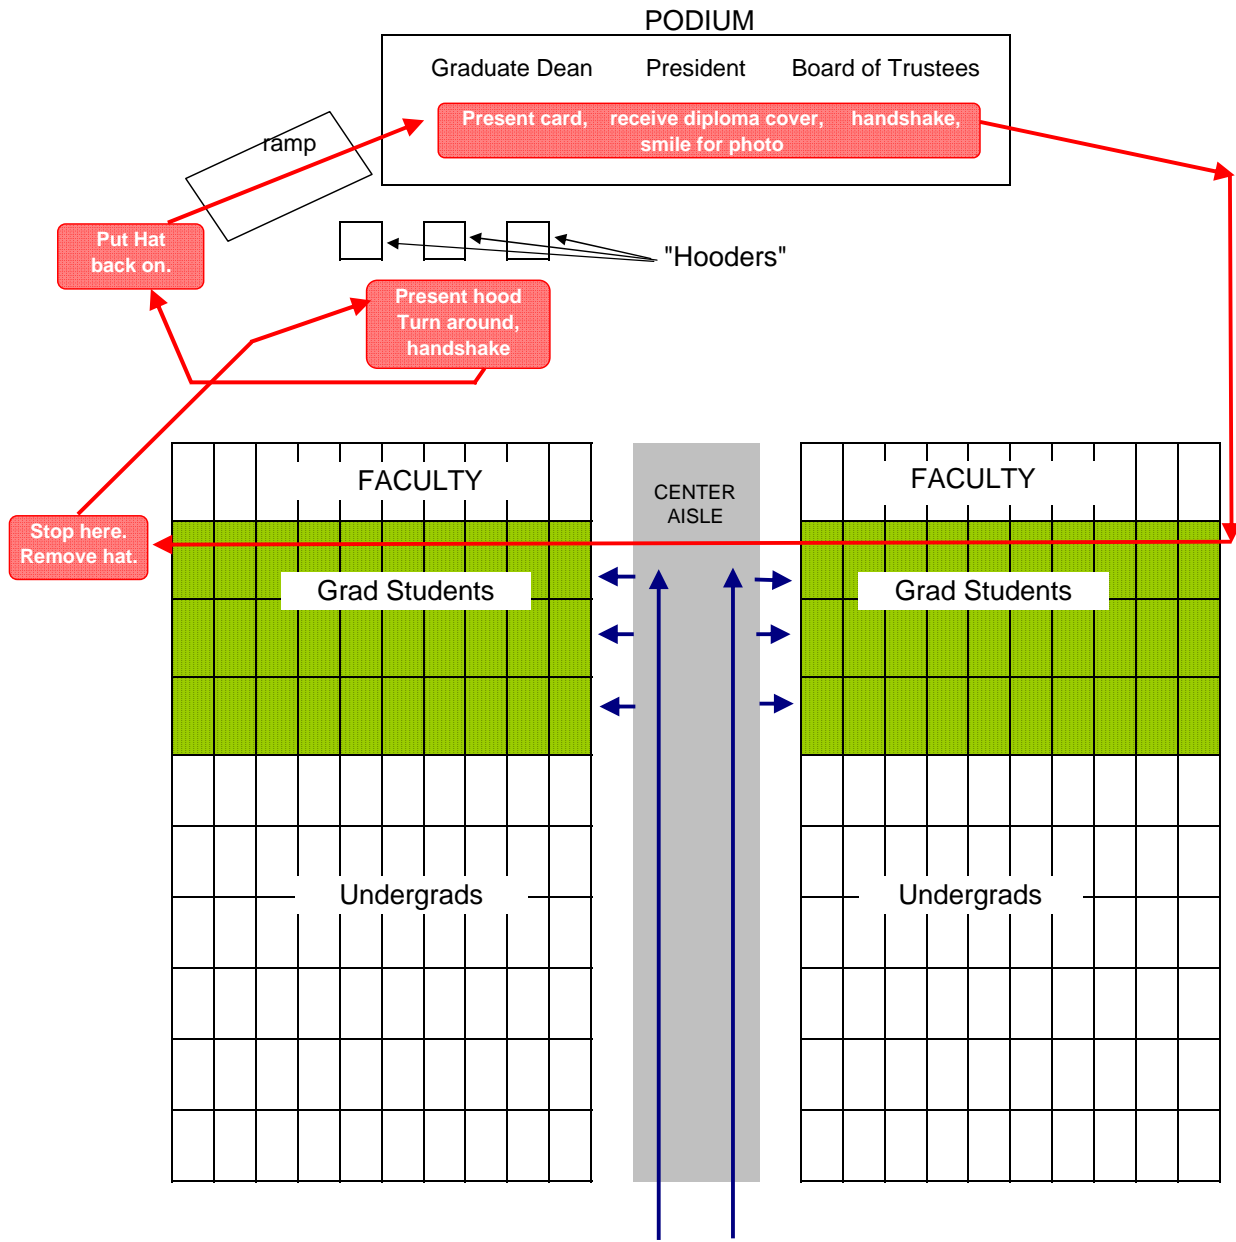 PODIUM
Graduate Dean President Board of Trustees
Present card, receive diploma cover, handshake,
smile for photo
ramp
Put Hat
back on.
"Hooders"
Present hood
Turn around,
handshake
FACULTY
CENTER
AISLE
FACULTY
Stop here.
Remove hat.
Grad Students
Grad Students
Undergrads
Undergrads